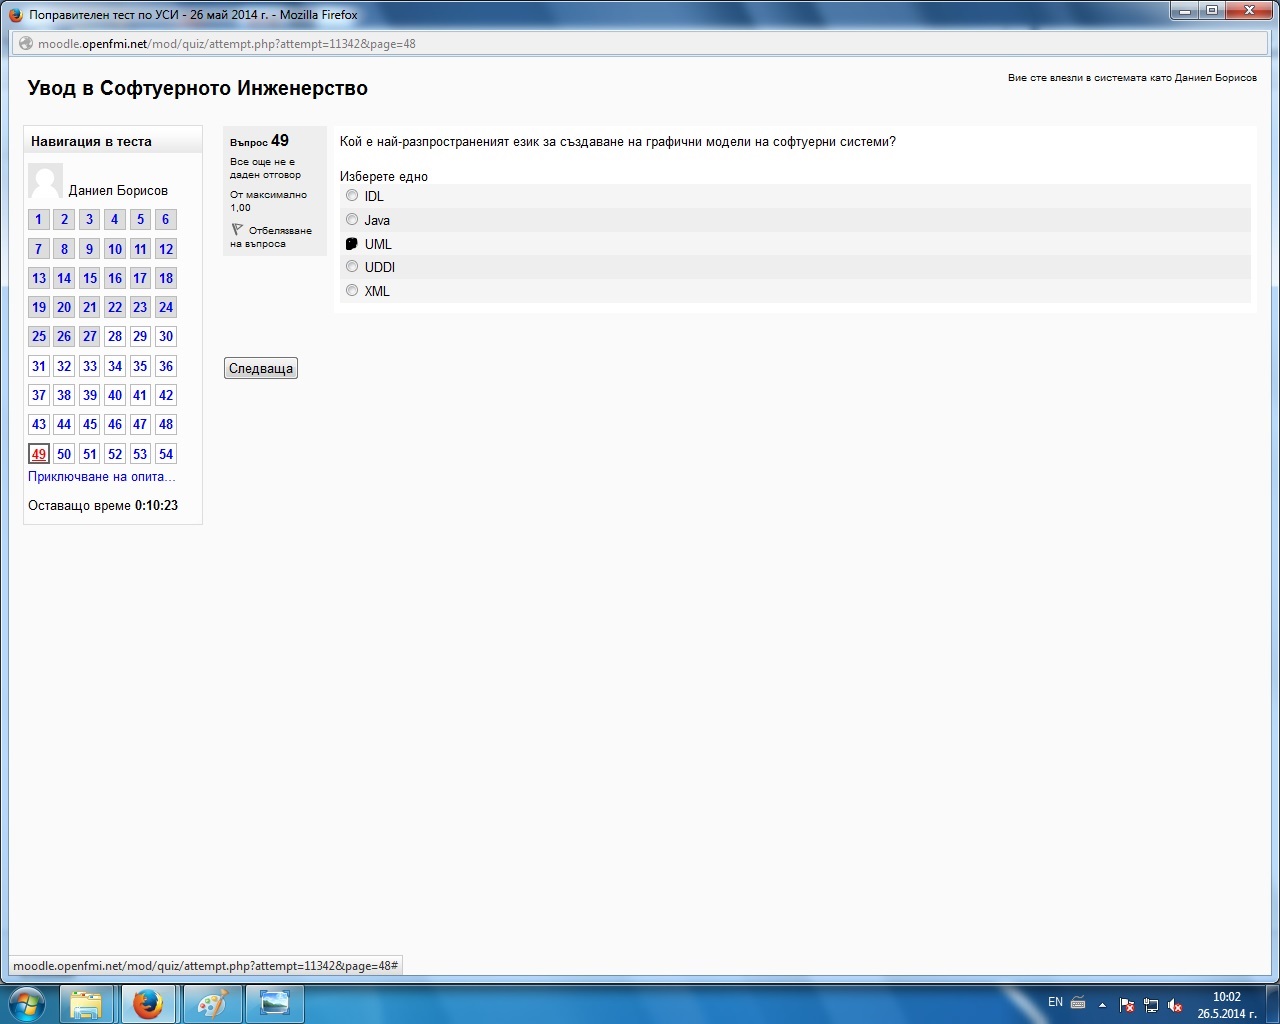 Поправителен тест по УСИ - 26 май 2014 г. - Mozilla Firefox
moodle.openfmi.net/mod/quiz/attempt.php?attempt=11342&page=48
Вие сте влезли в системата като Даниел Борисов
Увод в Софтуерното Инженерство
Навигация в теста
Даниел Борисов
1 2 3 4 5 6
7 8 9 10 11 12
13 14 15 16 17 18
19 20 21 22 23 24
25 26 27 28 29 30
31 32 33 34 35 36
37 38 39 40 41 42
43 44 45 46 47 48
49 50 51 52 53 54
Приключване на опита...
Оставащо време 0:10:23
Въпрос 49
Все още не е
даден отговор
От максимално
1,00
Отбелязване
на въпроса
Кой е най-разпространеният език за създаване на графични модели на софтуерни системи?
Изберете едно
IDL
Java
UML
UDDI
XML
Следваща
moodle.openfmi.net/mod/quiz/attempt.php?attempt=11342&page=48#
EN
10:02
26.5.2014 г.